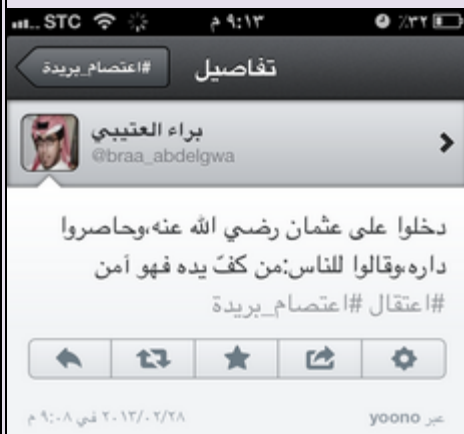 STC ٩:١٣ م ٪٣٢
#اعتصام_بريدة تفاصيل
براء العتيبي
@braa_abdelgwa
دخلوا على عثمان رضي الله عنه،وحاصروا
داره،وقالوا للناس:من كفّ يده فهو آمن
#اعتقال #اعتصام_بريدة
٢٠١٣/٠٢/٢٨ في ٩:٠٨ م عبر yoono